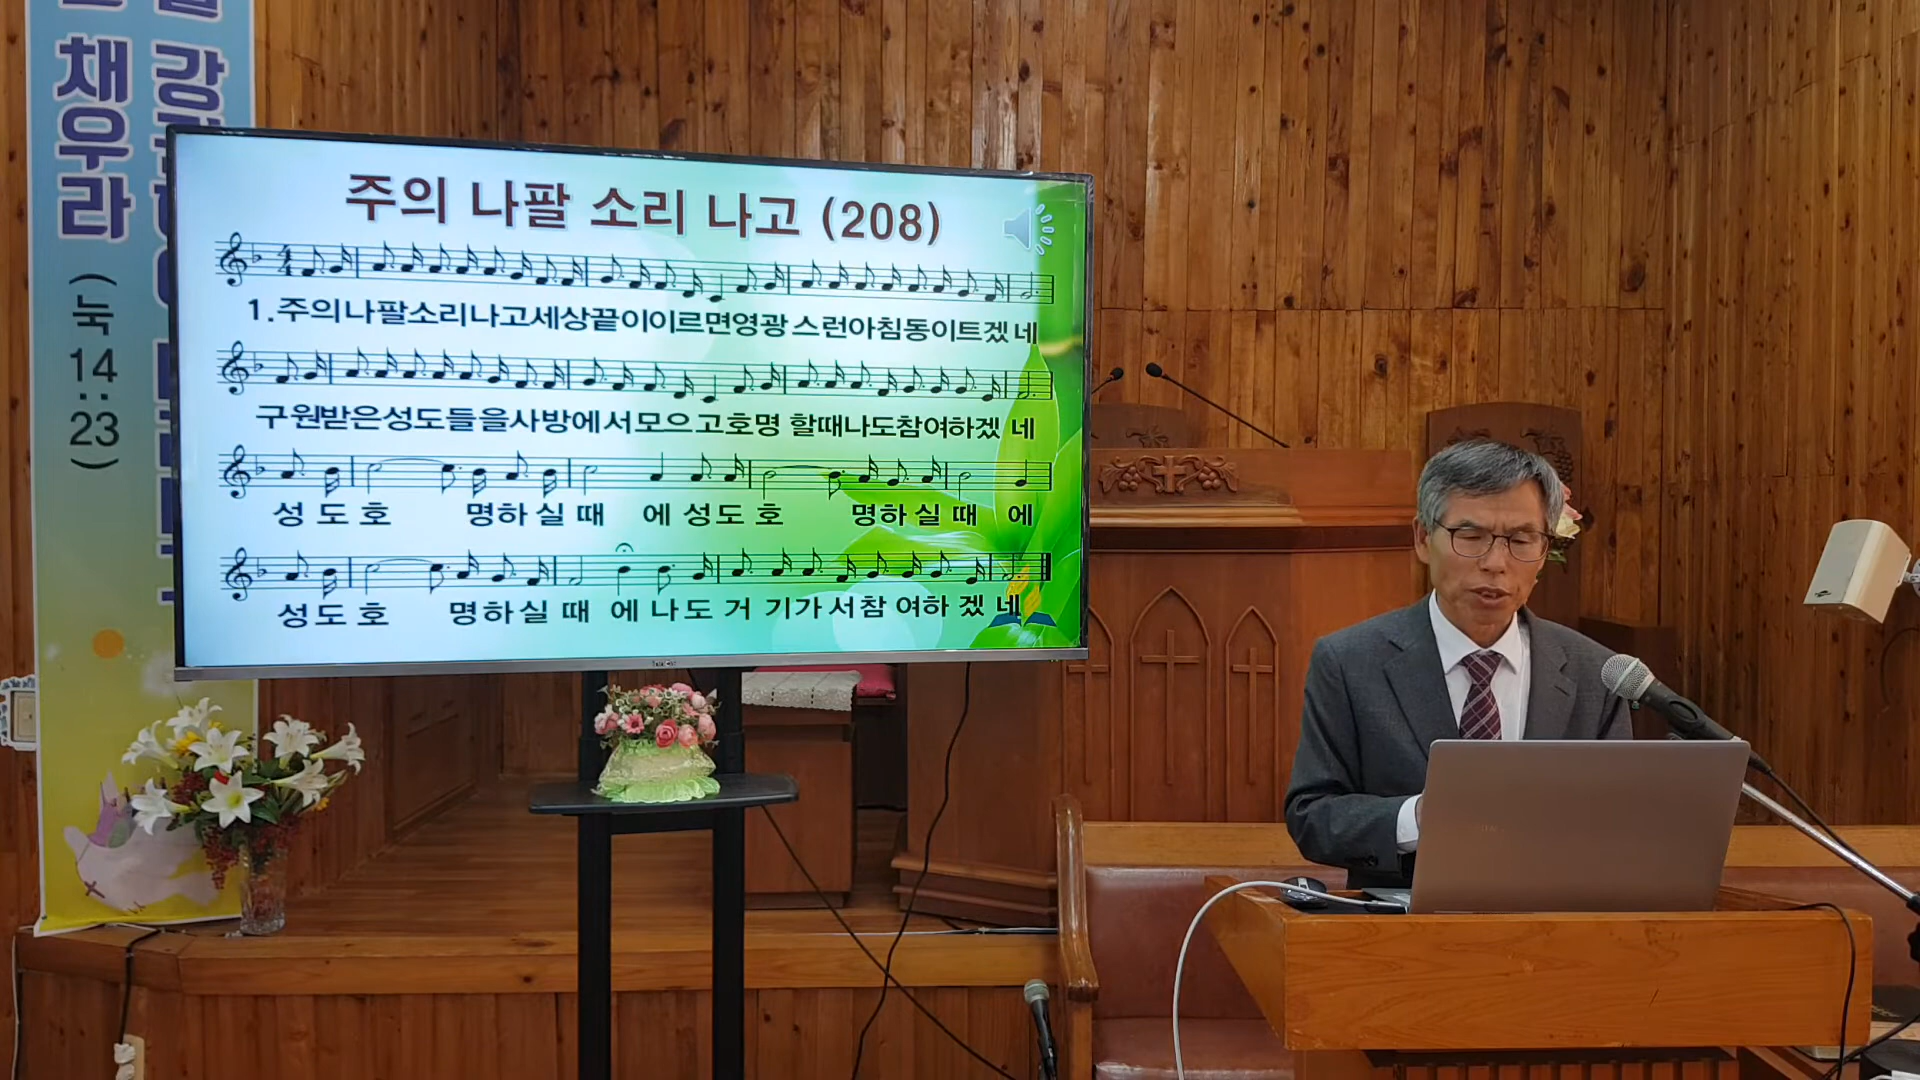 채우라
(눅 14:23)
주의 나팔 소리 나고 (208)
1.주의나팔소리나고세상끝이이르면영광스런아침동이트겠네
구원받은성도들을사방에서모으고호명 할때나도참여하겠 네
성 도 호 명하 실 때 에 성도 호 명하 실 때 에
성도 호 명하실 때 에 나도 거 기가 서참 여하 겠 네